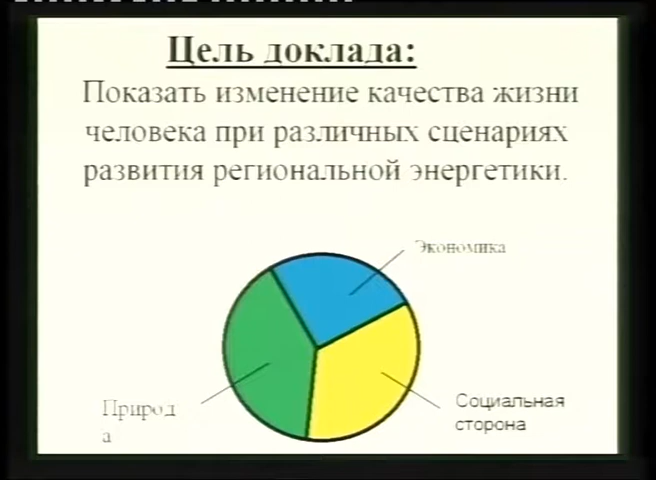 Цель доклада:
Показать изменение качества жизни
человека при различных сценариях
развития региональной энергетики.
Экономика
Природ
а
Социальная
сторона